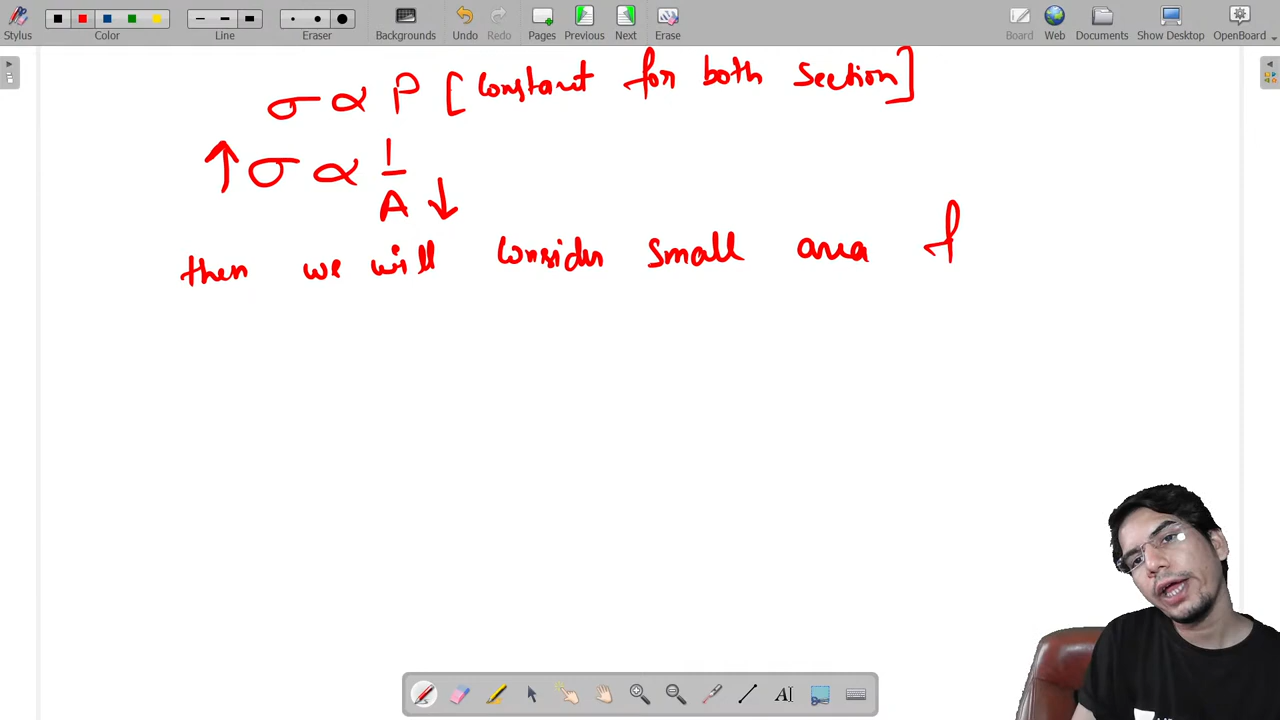 Stylus Color Line Eraser Backgrounds Undo Redo Pages Previous Next Erase Board Web Documents Show Desktop OpenBoard
σ ∝ P [constant for both section]
↑ σ ∝ 1/A ↓
then we will consider small area f